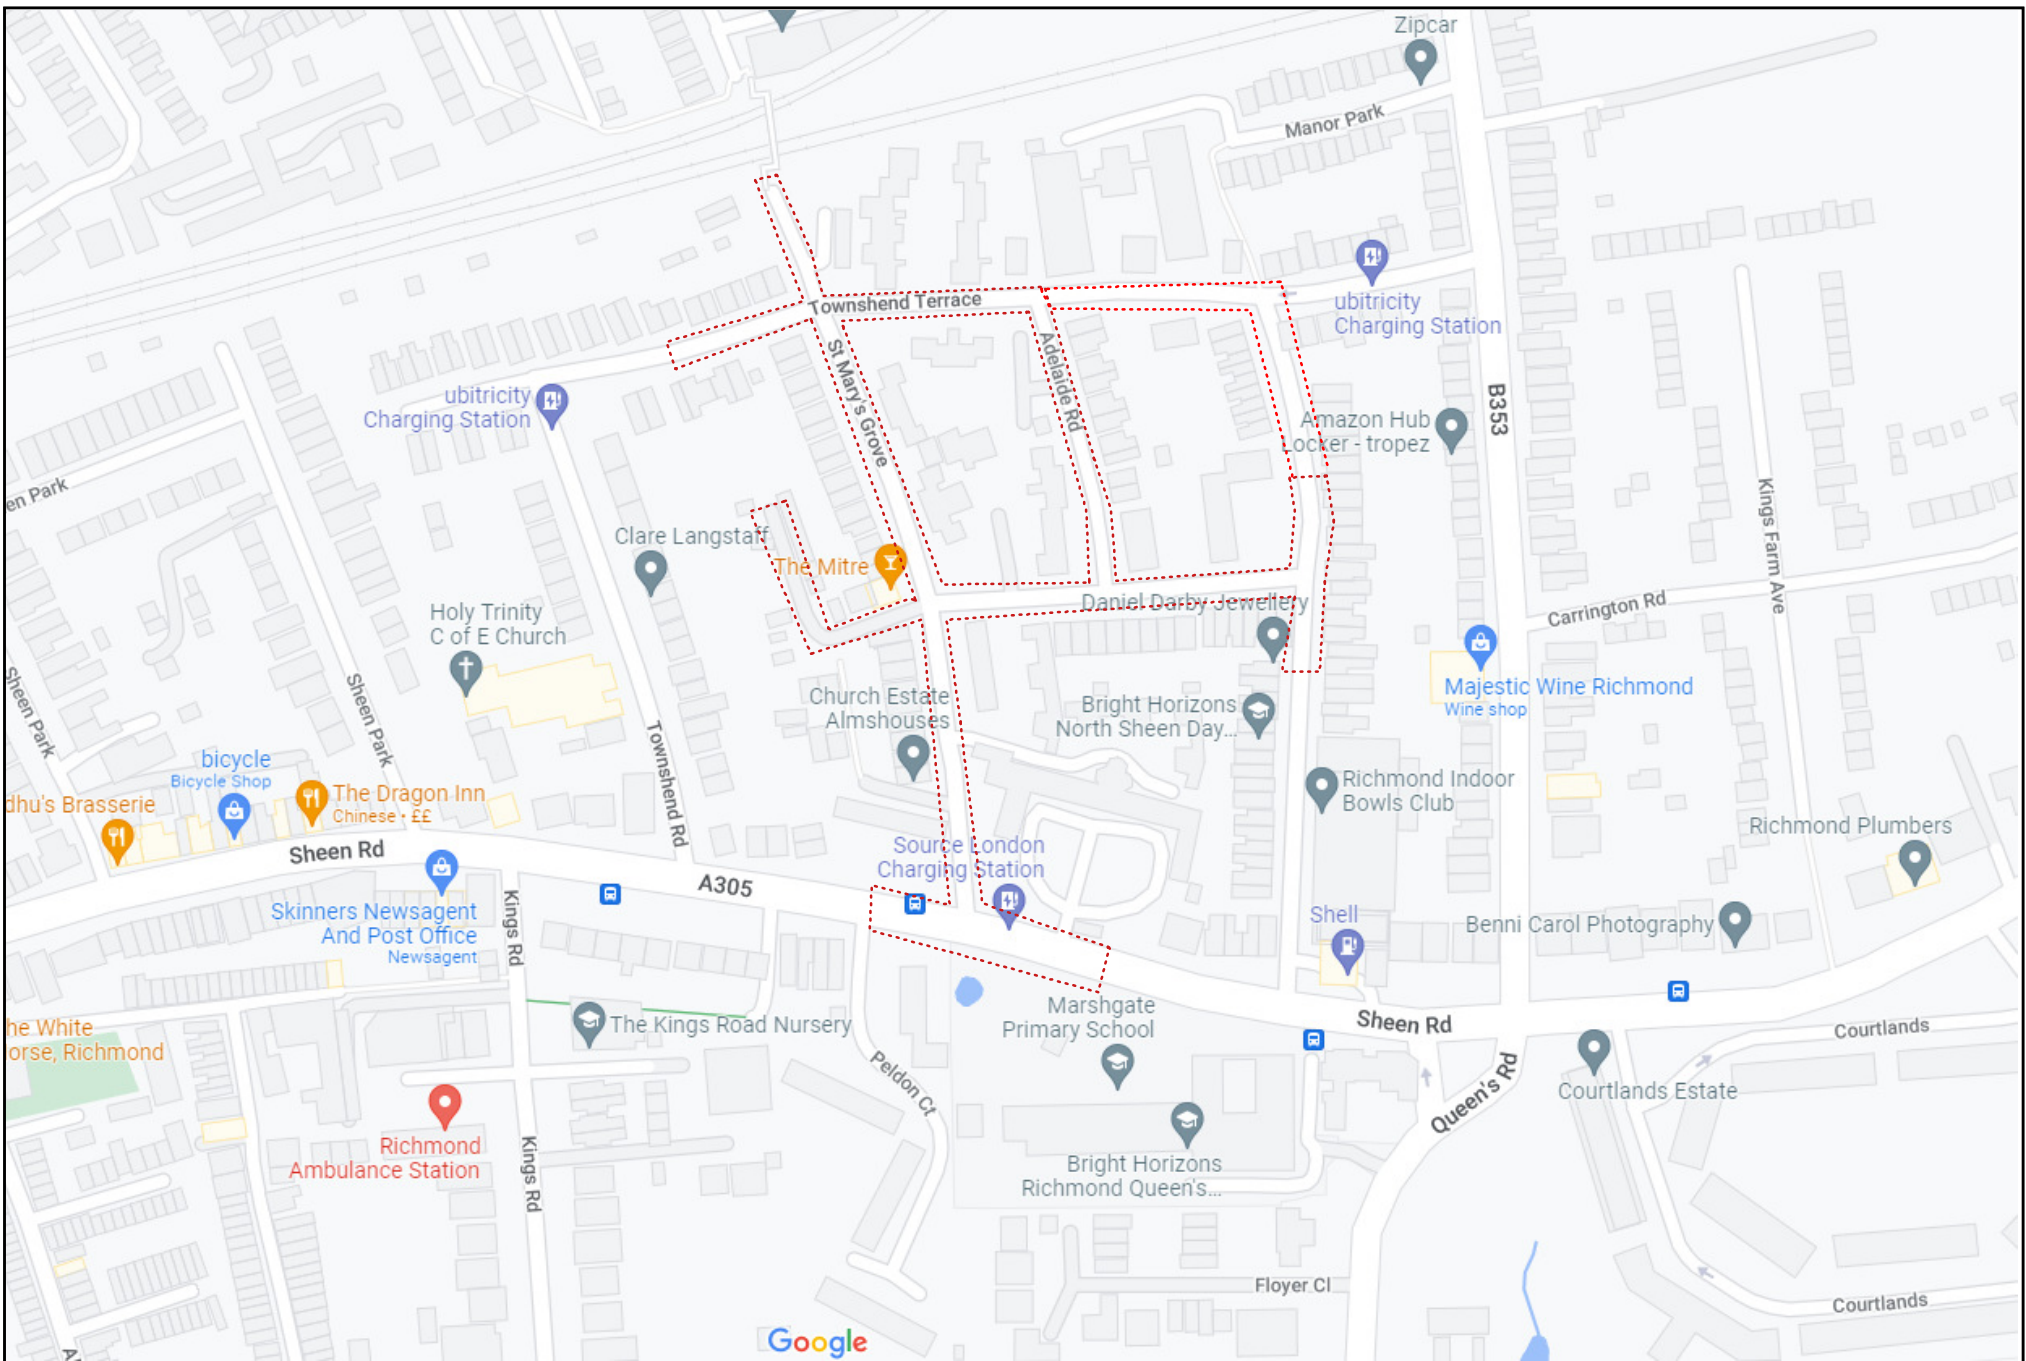 Zipcar
Manor Park
ubitricity
Charging Station
Townshend Terrace
St Mary's Grove
Adelaide Rd
B353
Amazon Hub
Locker - tropez
ubitricity
Charging Station
en Park
Clare Langstaff
The Mitre
Daniel Darby Jewellery
Kings Farm Ave
Carrington Rd
Holy Trinity
C of E Church
Sheen Park
Sheen Park
Townshend Rd
Church Estate
Almshouses
Bright Horizons
North Sheen Day...
Majestic Wine Richmond
Wine shop
bicycle
Bicycle Shop
The Dragon Inn
Chinese • ££
dhu's Brasserie
Richmond Indoor
Bowls Club
Richmond Plumbers
Sheen Rd
A305
Source London
Charging Station
Skinners Newsagent
And Post Office
Newsagent
Kings Rd
Shell
Benni Carol Photography
he White
orse, Richmond
The Kings Road Nursery
Marshgate
Primary School
Sheen Rd
Courtlands
Peldon Ct
Queen's Rd
Courtlands Estate
Richmond
Ambulance Station
Kings Rd
Bright Horizons
Richmond Queen's...
Floyer Cl
Courtlands
Google